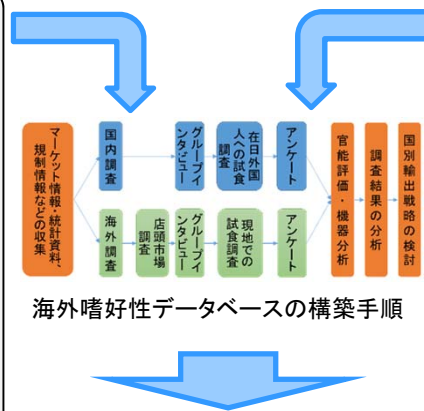 マーケット情報・統計資料、
規制情報などの収集
国内調査
グループイ
ンタビュー
在日外国
人への試食
調査
アンケート
海外調査
店頭市場
調査
グループイ
ンタビュー
現地での
試食調査
アンケート
官能評価・機器分析
調査結果の分析
国別輸出戦略の検討
海外嗜好性データベースの構築手順